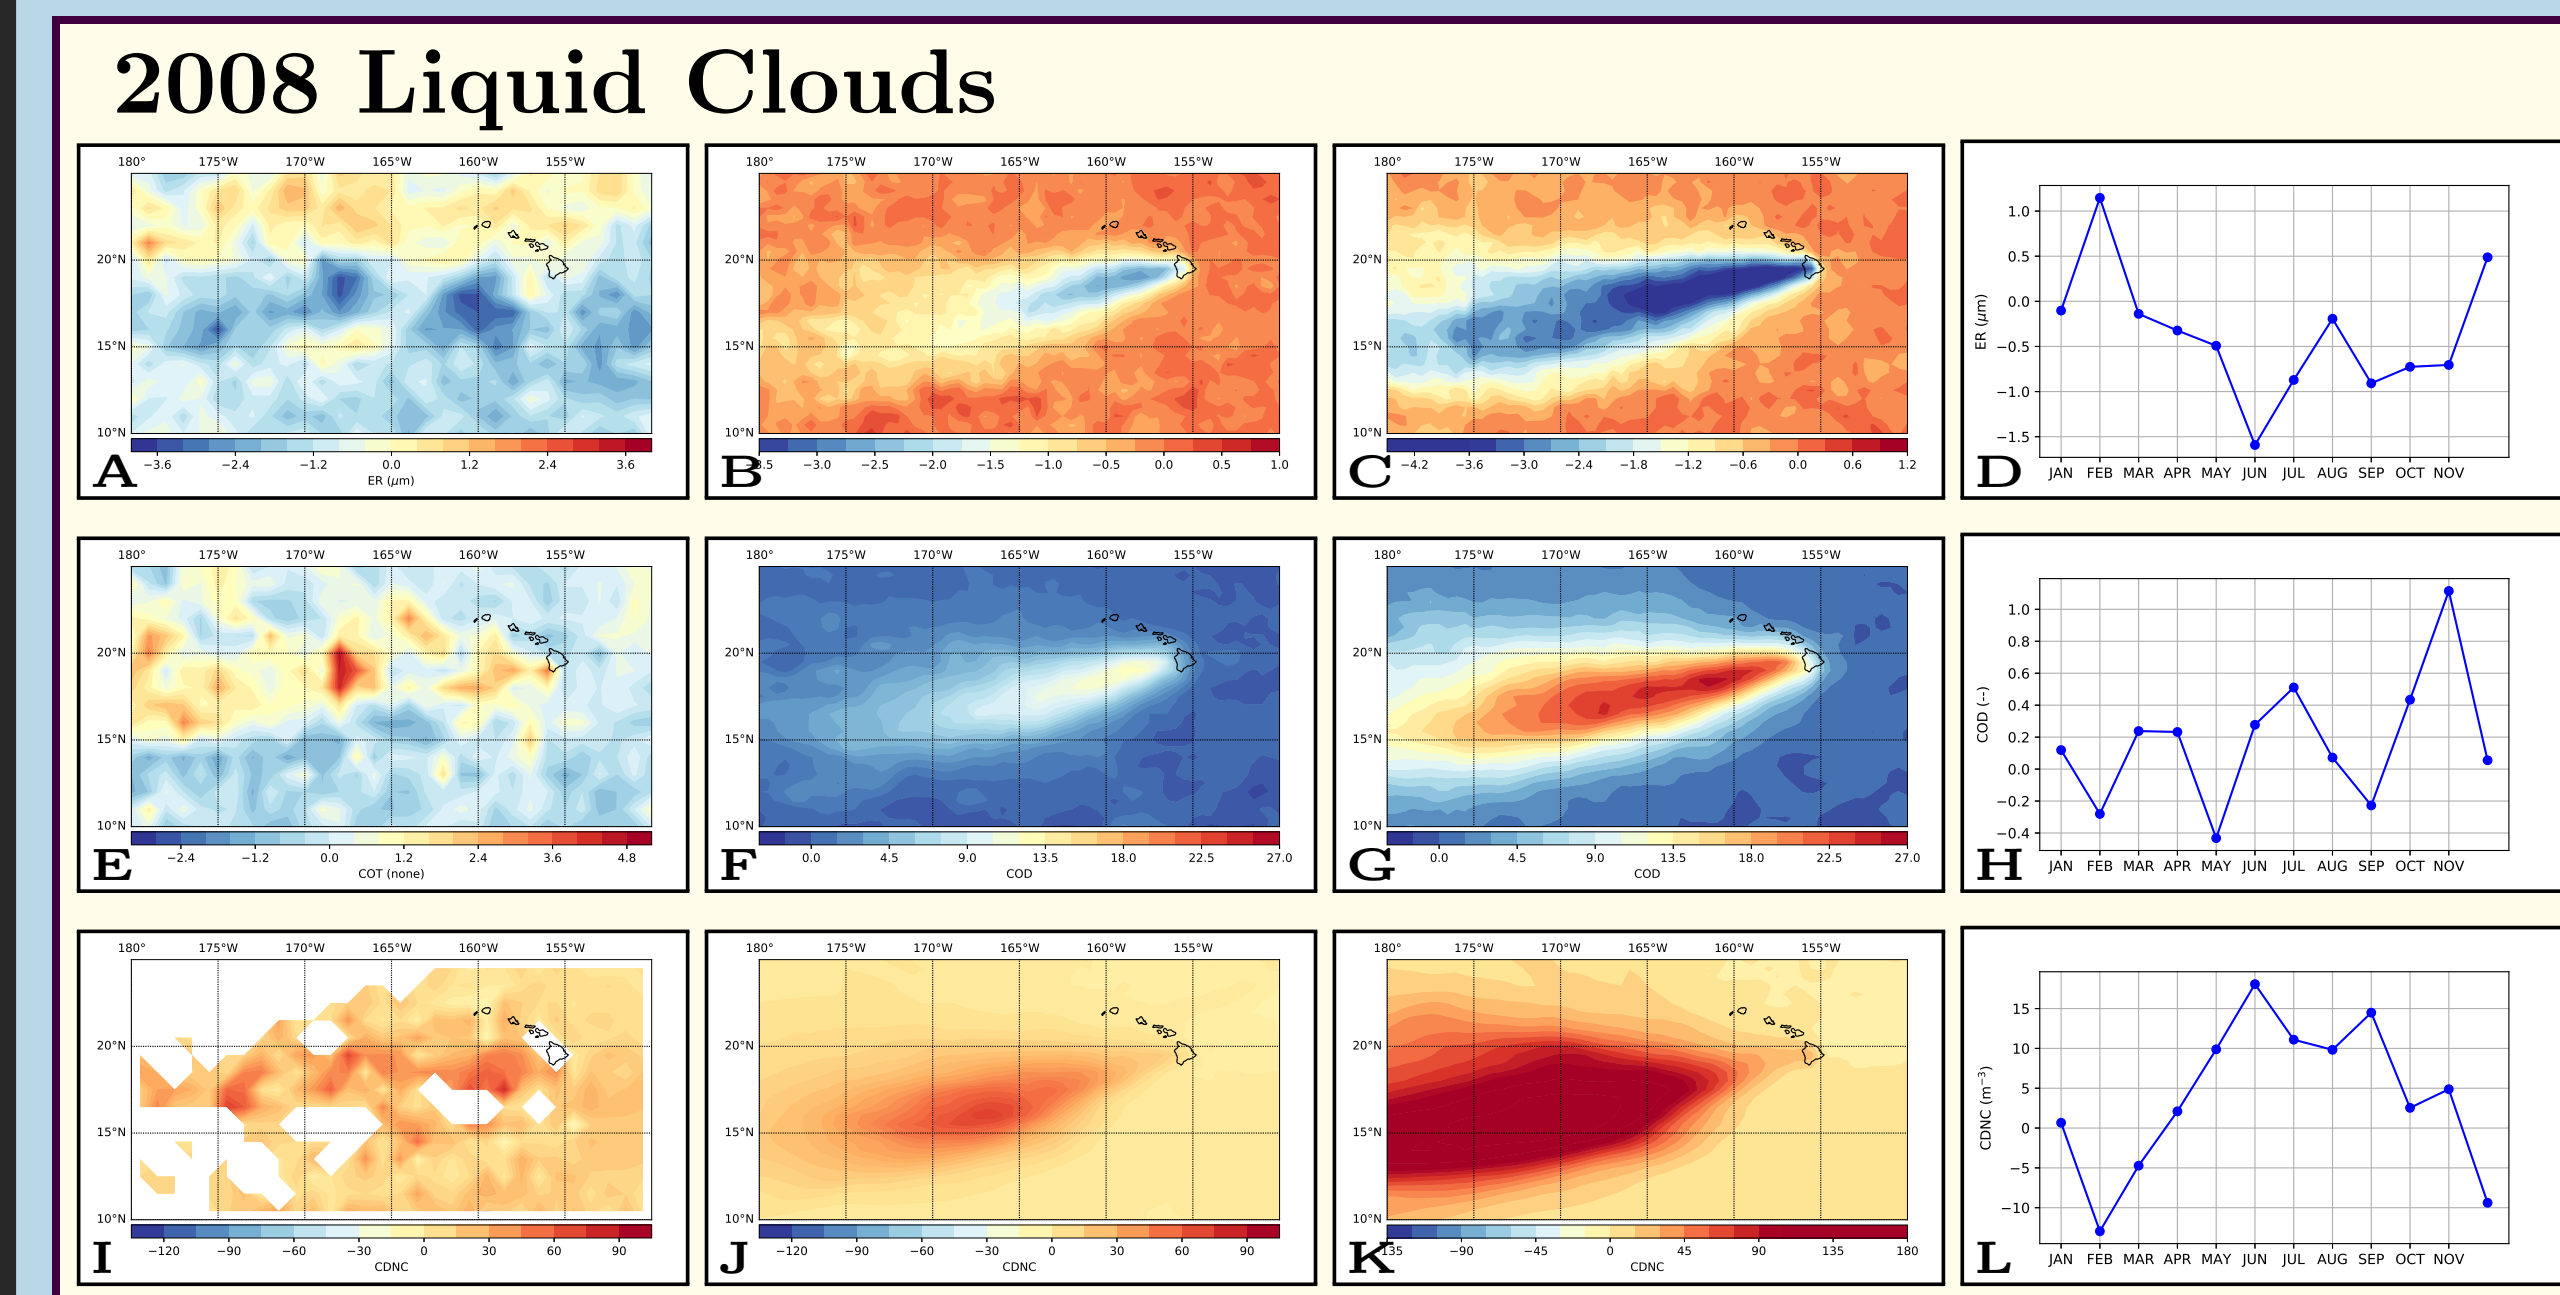 2008 Liquid Clouds
180° 175°W 170°W 165°W 160°W 155°W
20°N
15°N
10°N
−3.6 −2.4 −1.2 0.0 1.2 2.4 3.6
ER (μm)
A
180° 175°W 170°W 165°W 160°W 155°W
20°N
15°N
10°N
−3.0 −2.5 −2.0 −1.5 −1.0 −0.5 0.0 0.5 1.0
B
180° 175°W 170°W 165°W 160°W 155°W
20°N
15°N
10°N
−4.2 −3.6 −3.0 −2.4 −1.8 −1.2 −0.6 0.0 0.6 1.2
C
1.0
0.5
0.0
−0.5
−1.0
−1.5
ER (μm)
JAN FEB MAR APR MAY JUN JUL AUG SEP OCT NOV
D
180° 175°W 170°W 165°W 160°W 155°W
20°N
15°N
10°N
−2.4 −1.2 0.0 1.2 2.4 3.6 4.8
COT (none)
E
180° 175°W 170°W 165°W 160°W 155°W
20°N
15°N
10°N
0.0 4.5 9.0 13.5 18.0 22.5 27.0
COD
F
180° 175°W 170°W 165°W 160°W 155°W
20°N
15°N
10°N
0.0 4.5 9.0 13.5 18.0 22.5 27.0
COD
G
1.0
0.8
0.6
0.4
0.2
0.0
−0.2
−0.4
COD (--)
JAN FEB MAR APR MAY JUN JUL AUG SEP OCT NOV
H
180° 175°W 170°W 165°W 160°W 155°W
20°N
15°N
10°N
−120 −90 −60 −30 0 30 60 90
CDNC
I
180° 175°W 170°W 165°W 160°W 155°W
20°N
15°N
10°N
−120 −90 −60 −30 0 30 60 90
CDNC
J
180° 175°W 170°W 165°W 160°W 155°W
20°N
15°N
10°N
−90 −45 0 45 90 135 180
CDNC
K
15
10
5
0
−5
−10
CDNC (m⁻³)
JAN FEB MAR APR MAY JUN JUL AUG SEP OCT NOV
L